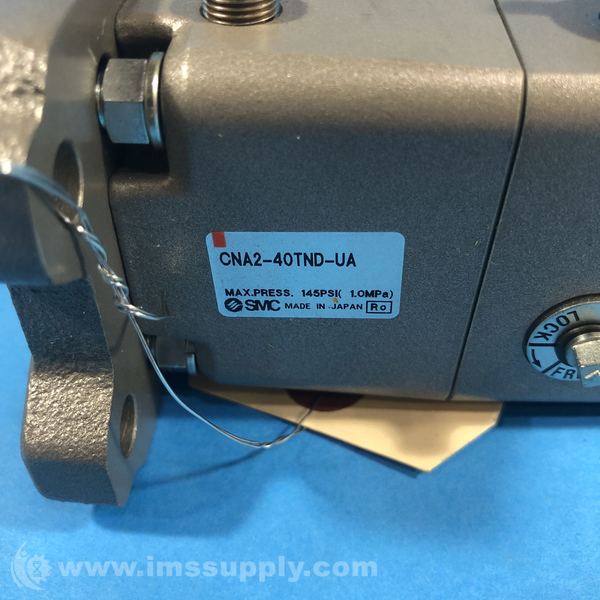 CNA2-40TND-UA
MAX.PRESS. 145PSI( 1.0MPa)
SMC MADE IN JAPAN Ro
LOCK
FR
www.imssupply.com